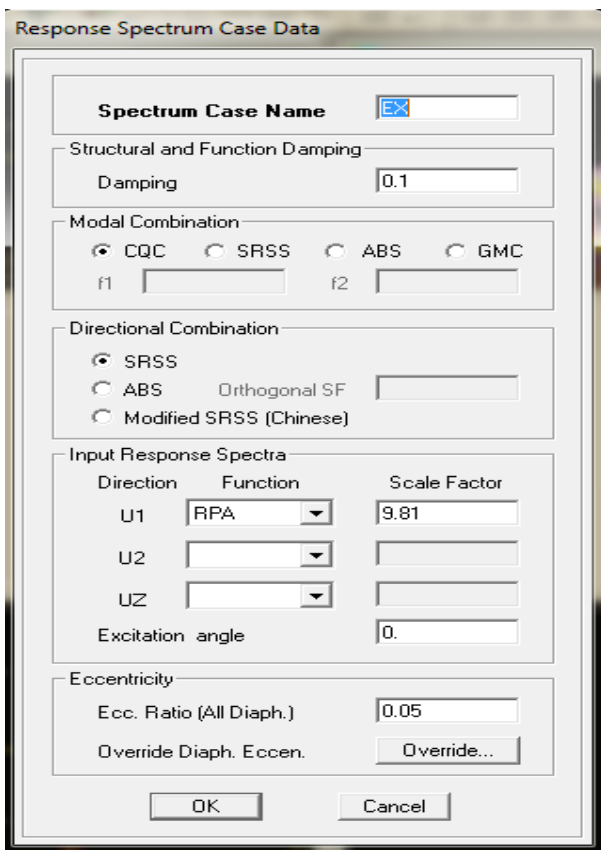 Response Spectrum Case Data
Spectrum Case Name EX
Structural and Function Damping
Damping 0.1
Modal Combination
CQC SRSS ABS GMC
f1 f2
Directional Combination
SRSS
ABS Orthogonal SF
Modified SRSS (Chinese)
Input Response Spectra
Direction Function Scale Factor
U1 RPA 9.81
U2
UZ
Excitation angle 0.
Eccentricity
Ecc. Ratio (All Diaph.) 0.05
Override Diaph. Eccen. Override...
OK Cancel